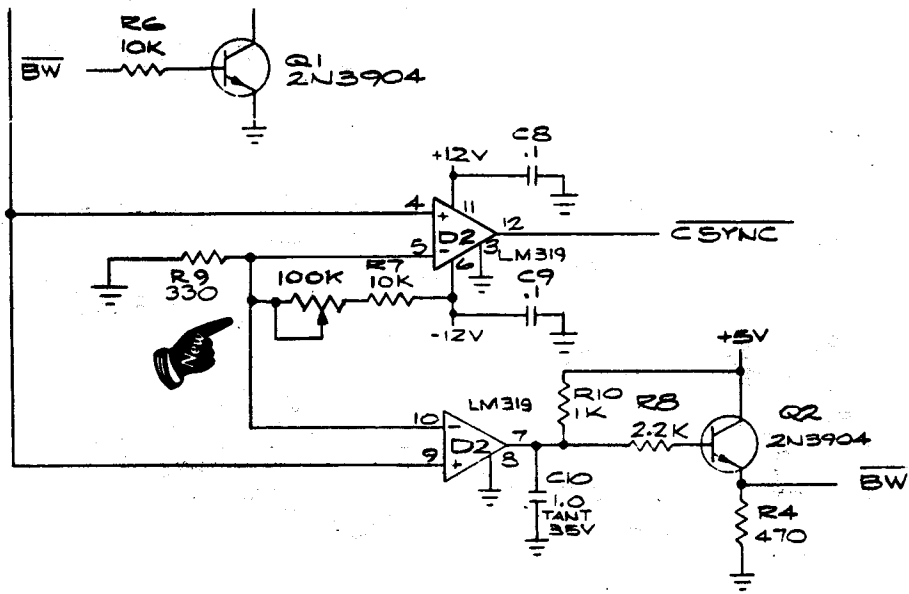 R6
10K
BW
Q1
2N3904
C8
.1
+12V
4
11
12
+
D2
C SYNC
5
-
3
LM319
6
R9
330
100K
R7
10K
C9
.1
-12V
New
+5V
LM319
R10
1K
R8
2.2K
Q2
2N3904
10
-
D2
7
8
9
+
C10
1.0
TANT
35V
BW
R4
470